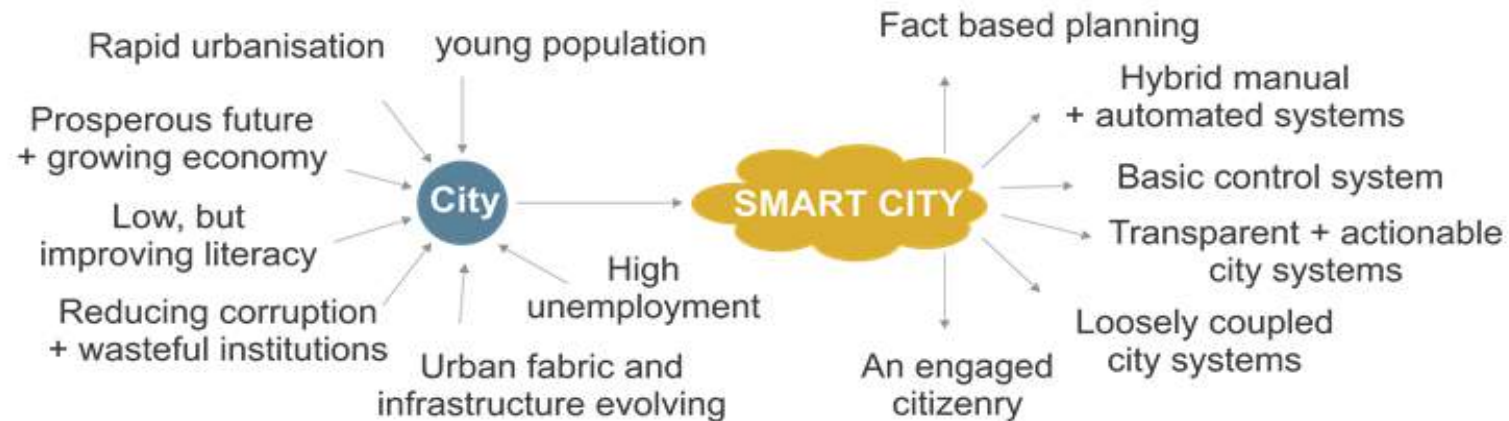 Rapid urbanisation
young population
Prosperous future
+ growing economy
Low, but
improving literacy
Reducing corruption
+ wasteful institutions
Urban fabric and
infrastructure evolving
High
unemployment
City
SMART CITY
Fact based planning
Hybrid manual
+ automated systems
Basic control system
Transparent + actionable
city systems
Loosely coupled
city systems
An engaged
citizenry